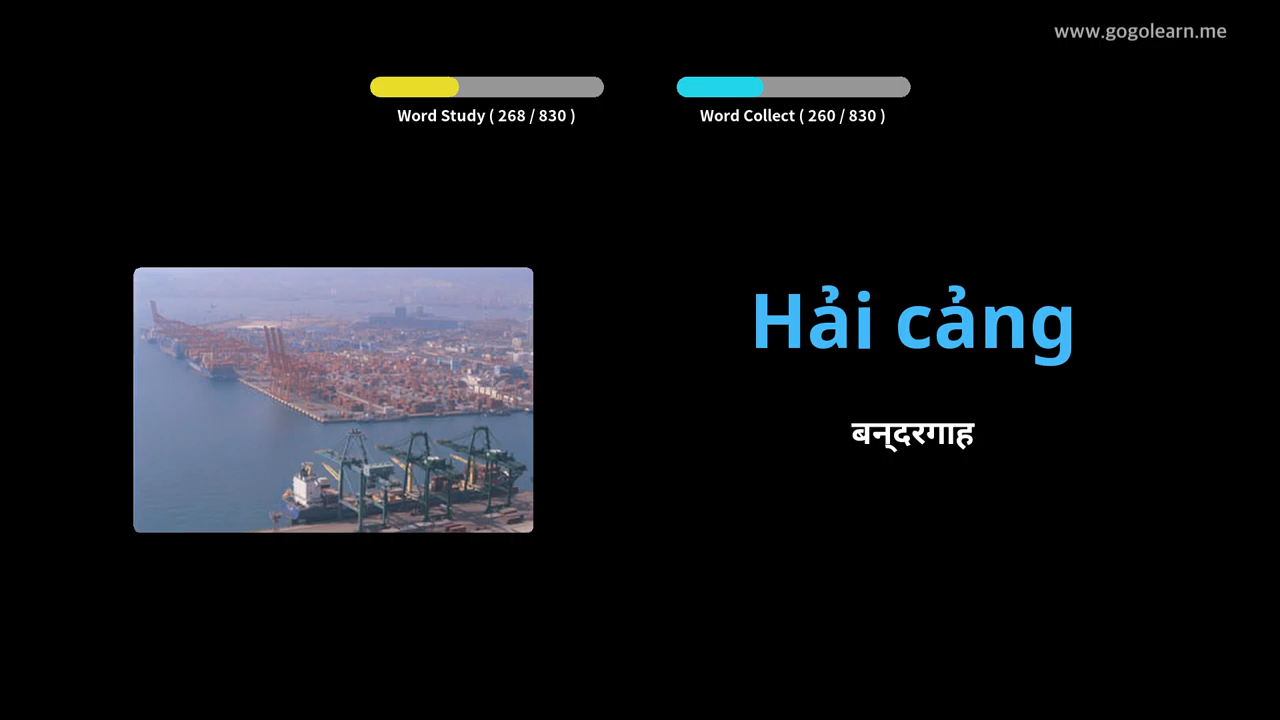 www.gogolearn.me
Word Study ( 268 / 830 )
Word Collect ( 260 / 830 )
Hải cảng
बन्दरगाह